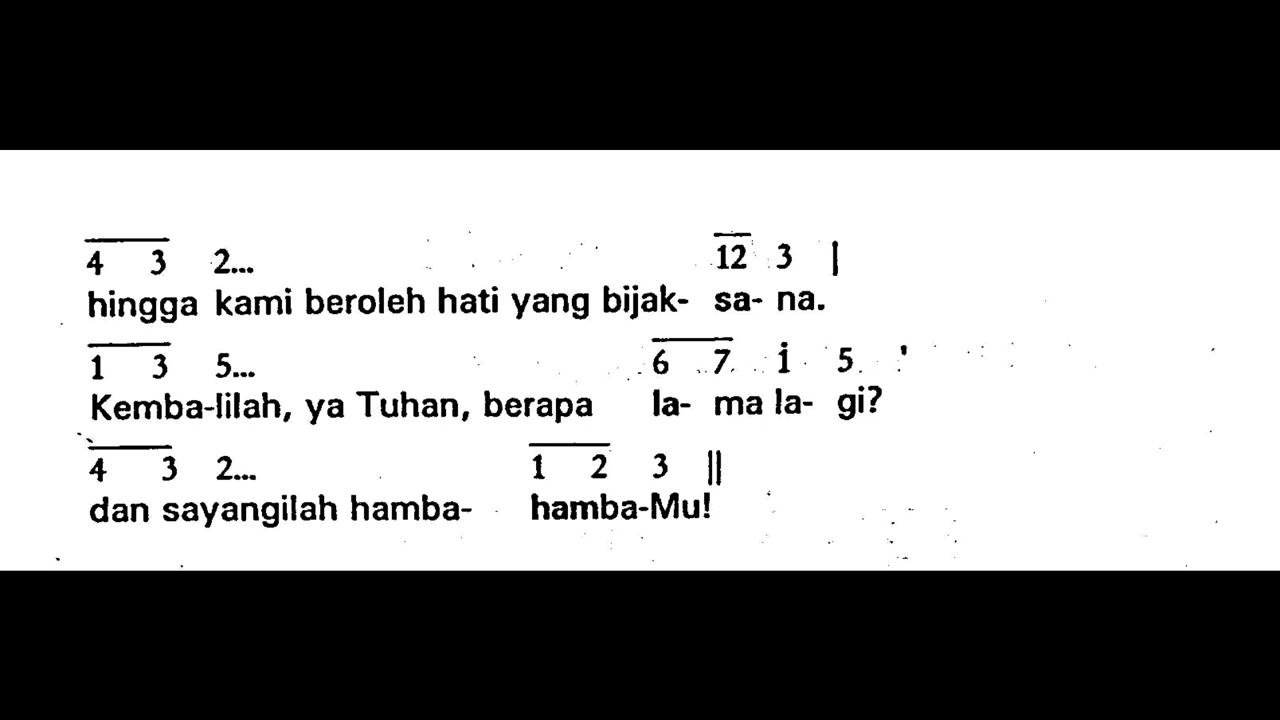 4 3 2... 12 3 |
hingga kami beroleh hati yang bijak- sa- na.
1 3 5... 6 7 i 5 '
Kemba-lilah, ya Tuhan, berapa la- ma la- gi?
4 3 2... 1 2 3 ||
dan sayangilah hamba- hamba-Mu!